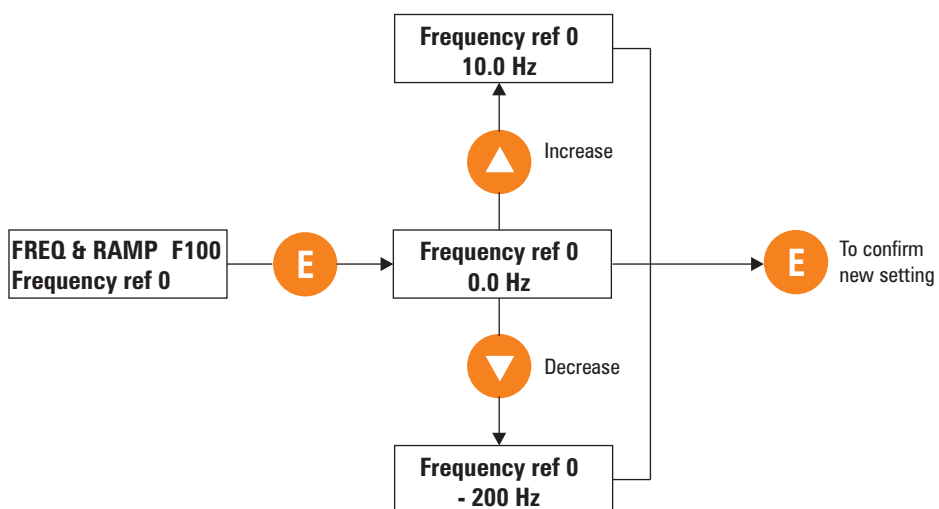 Frequency ref 0
10.0 Hz
Increase
FREQ & RAMP F100
Frequency ref 0
E
Frequency ref 0
0.0 Hz
E
To confirm
new setting
Decrease
Frequency ref 0
- 200 Hz